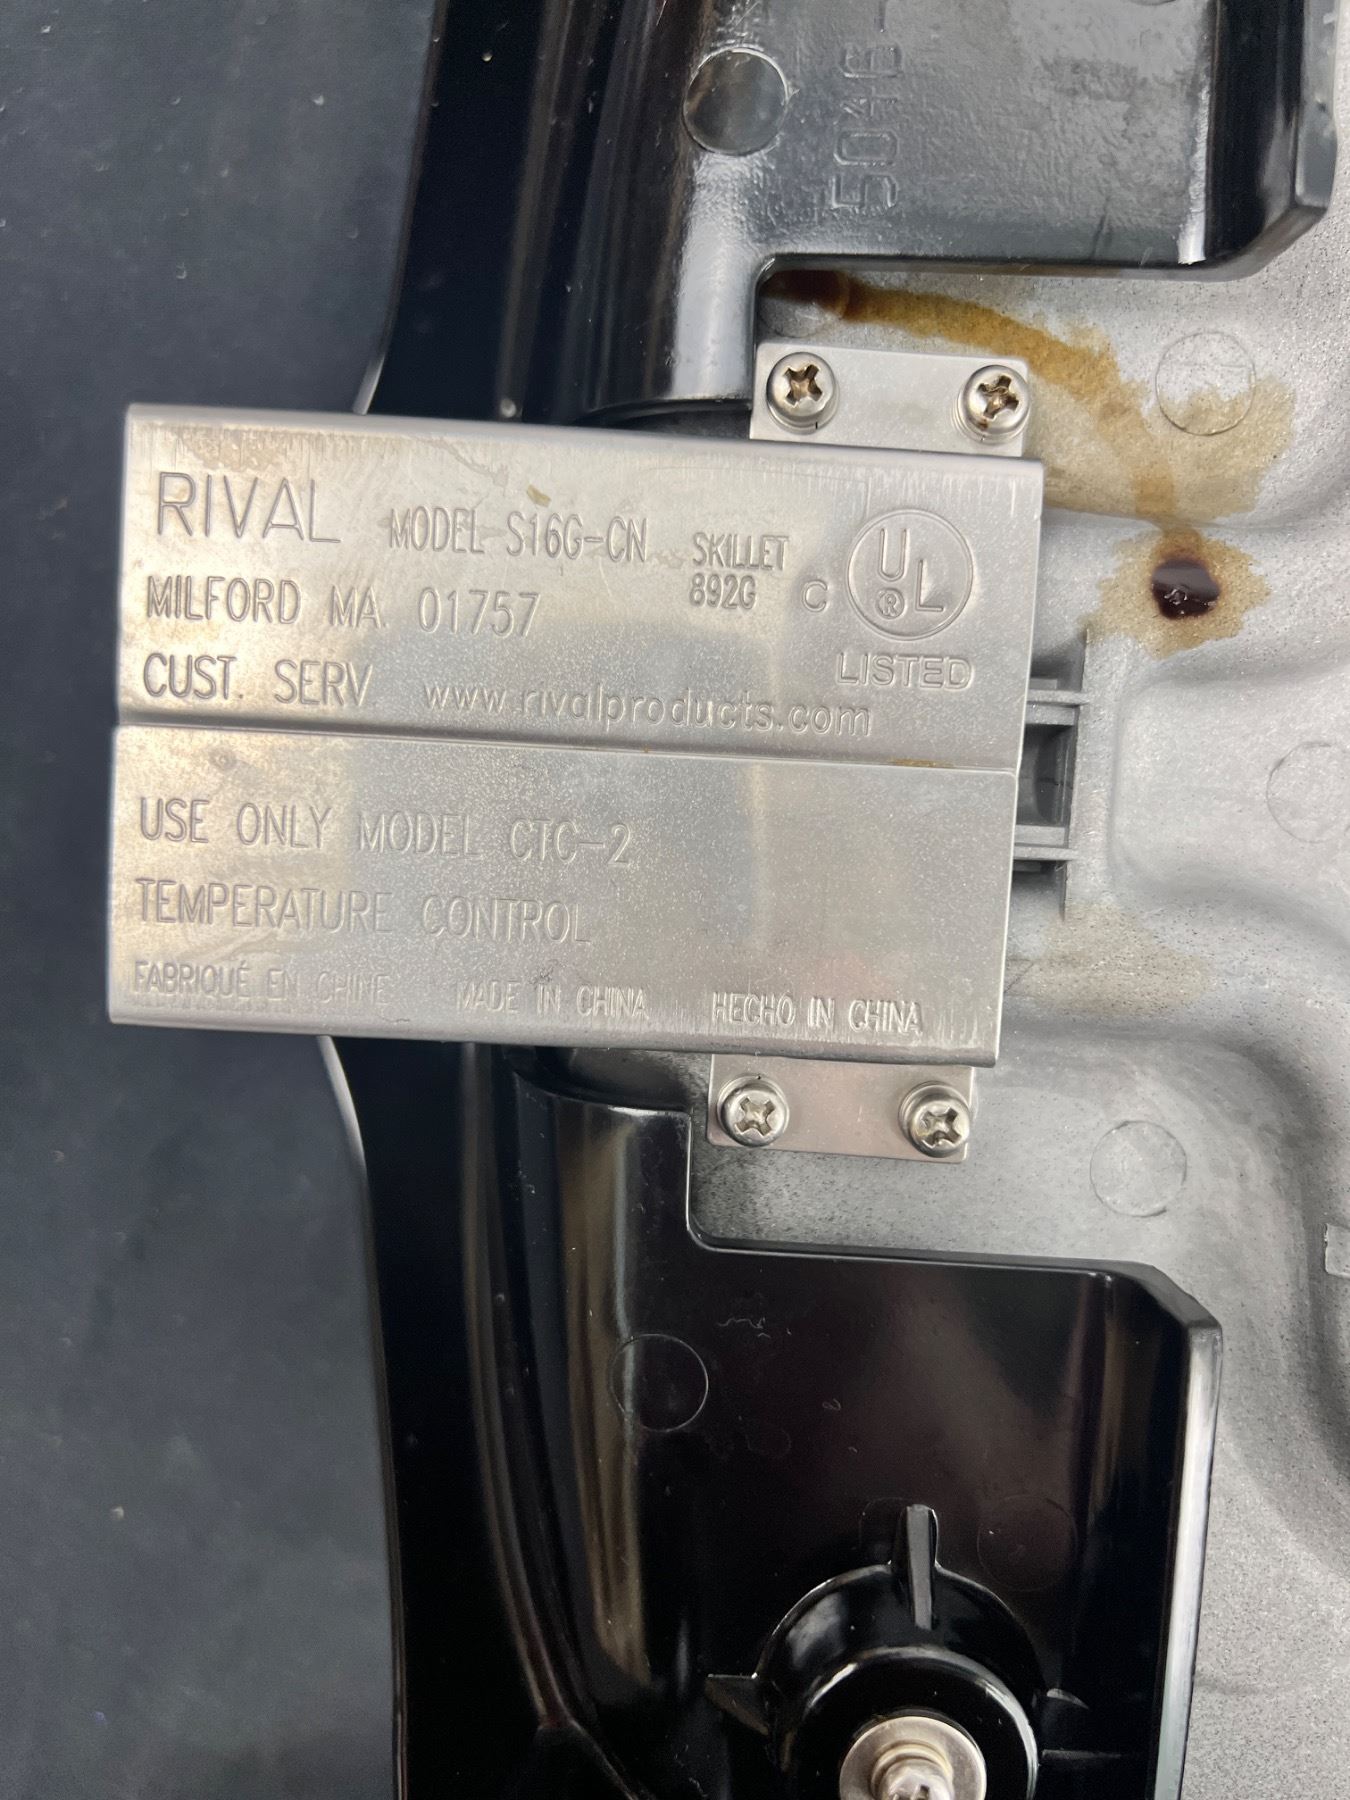 5046-
RIVAL MODEL S16G-CN SKILLET
892G C UL ®
MILFORD MA 01757
LISTED
CUST. SERV www.rivalproducts.com
USE ONLY MODEL CTC-2
TEMPERATURE CONTROL
FABRIQUÉ EN CHINE MADE IN CHINA HECHO IN CHINA